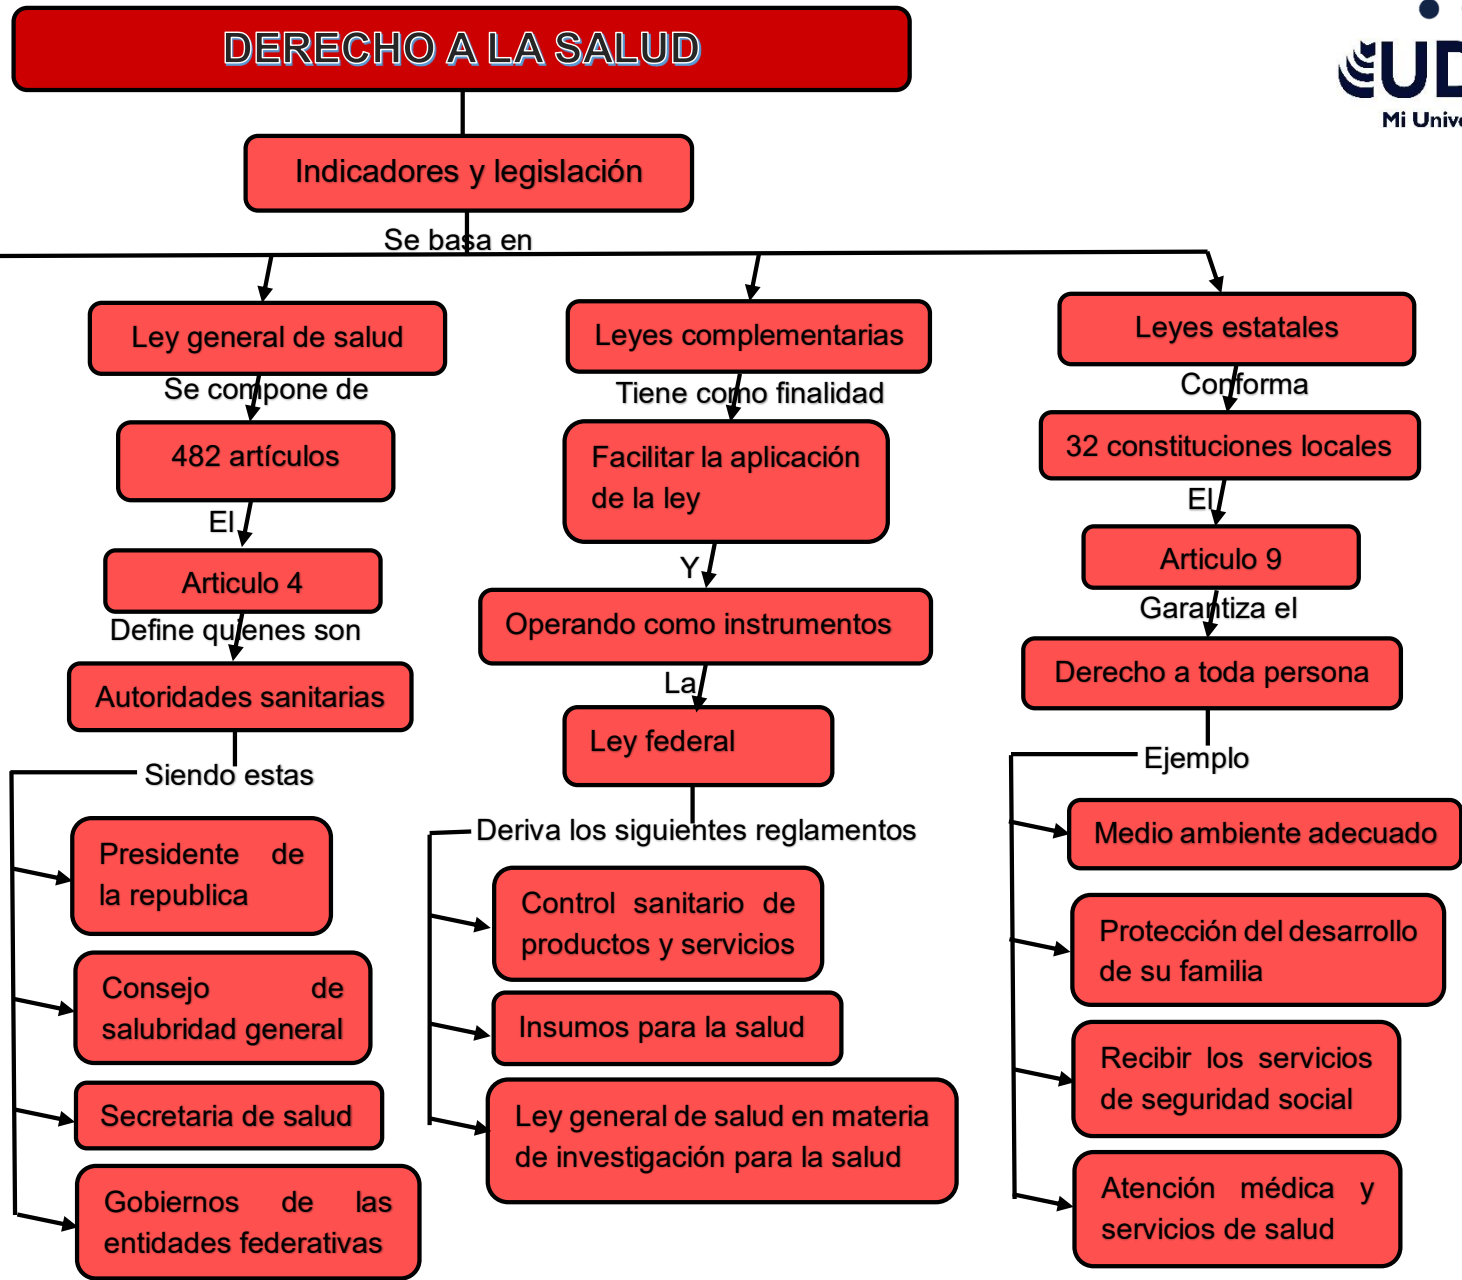 DERECHO A LA SALUD
Indicadores y legislación
Se basa en
Ley general de salud
Se compone de
482 artículos
El
Articulo 4
Define quienes son
Autoridades sanitarias
Siendo estas
Presidente de
la republica
Consejo de
salubridad general
Secretaria de salud
Gobiernos de las
entidades federativas
Leyes complementarias
Tiene como finalidad
Facilitar la aplicación
de la ley
Y
Operando como instrumentos
La
Ley federal
Deriva los siguientes reglamentos
Control sanitario de
productos y servicios
Insumos para la salud
Ley general de salud en materia
de investigación para la salud
Leyes estatales
Conforma
32 constituciones locales
El
Articulo 9
Garantiza el
Derecho a toda persona
Ejemplo
Medio ambiente adecuado
Protección del desarrollo
de su familia
Recibir los servicios
de seguridad social
Atención médica y
servicios de salud
Mi